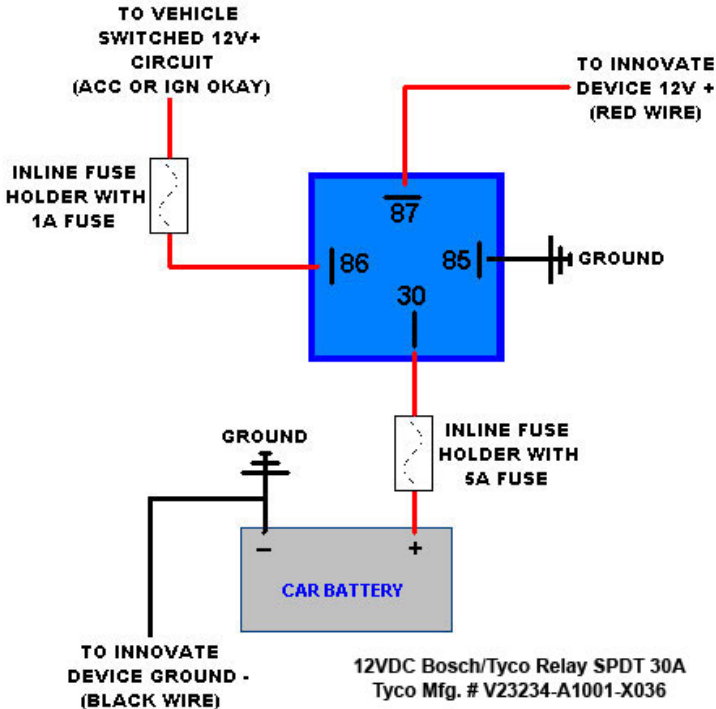 TO VEHICLE
SWITCHED 12V+
CIRCUIT
(ACC OR IGN OKAY)
TO INNOVATE
DEVICE 12V +
(RED WIRE)
INLINE FUSE
HOLDER WITH
1A FUSE
87
86
85
30
GROUND
GROUND
INLINE FUSE
HOLDER WITH
5A FUSE
–
+
CAR BATTERY
TO INNOVATE
DEVICE GROUND -
(BLACK WIRE)
12VDC Bosch/Tyco Relay SPDT 30A
Tyco Mfg. # V23234-A1001-X036